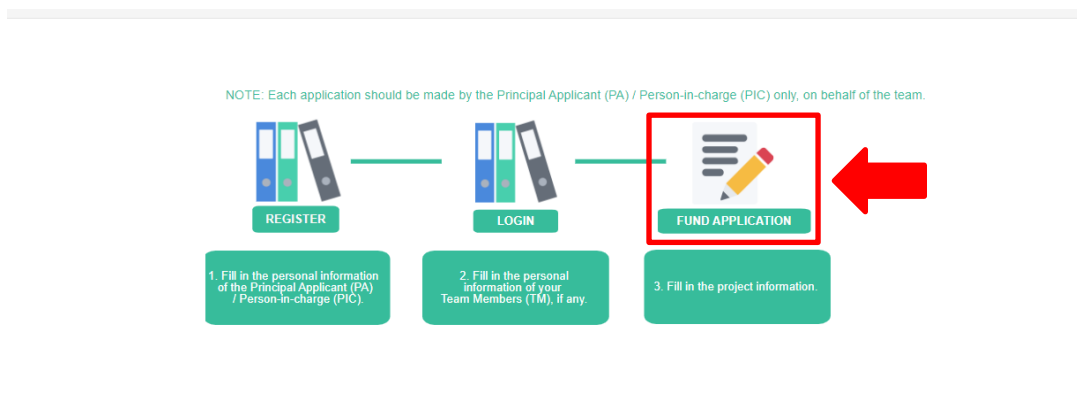 NOTE: Each application should be made by the Principal Applicant (PA) / Person-in-charge (PIC) only, on behalf of the team.
REGISTER
LOGIN
FUND APPLICATION
1. Fill in the personal information
of the Principal Applicant (PA)
/ Person-in-charge (PIC).
2. Fill in the personal
information of your
Team Members (TM), if any.
3. Fill in the project information.